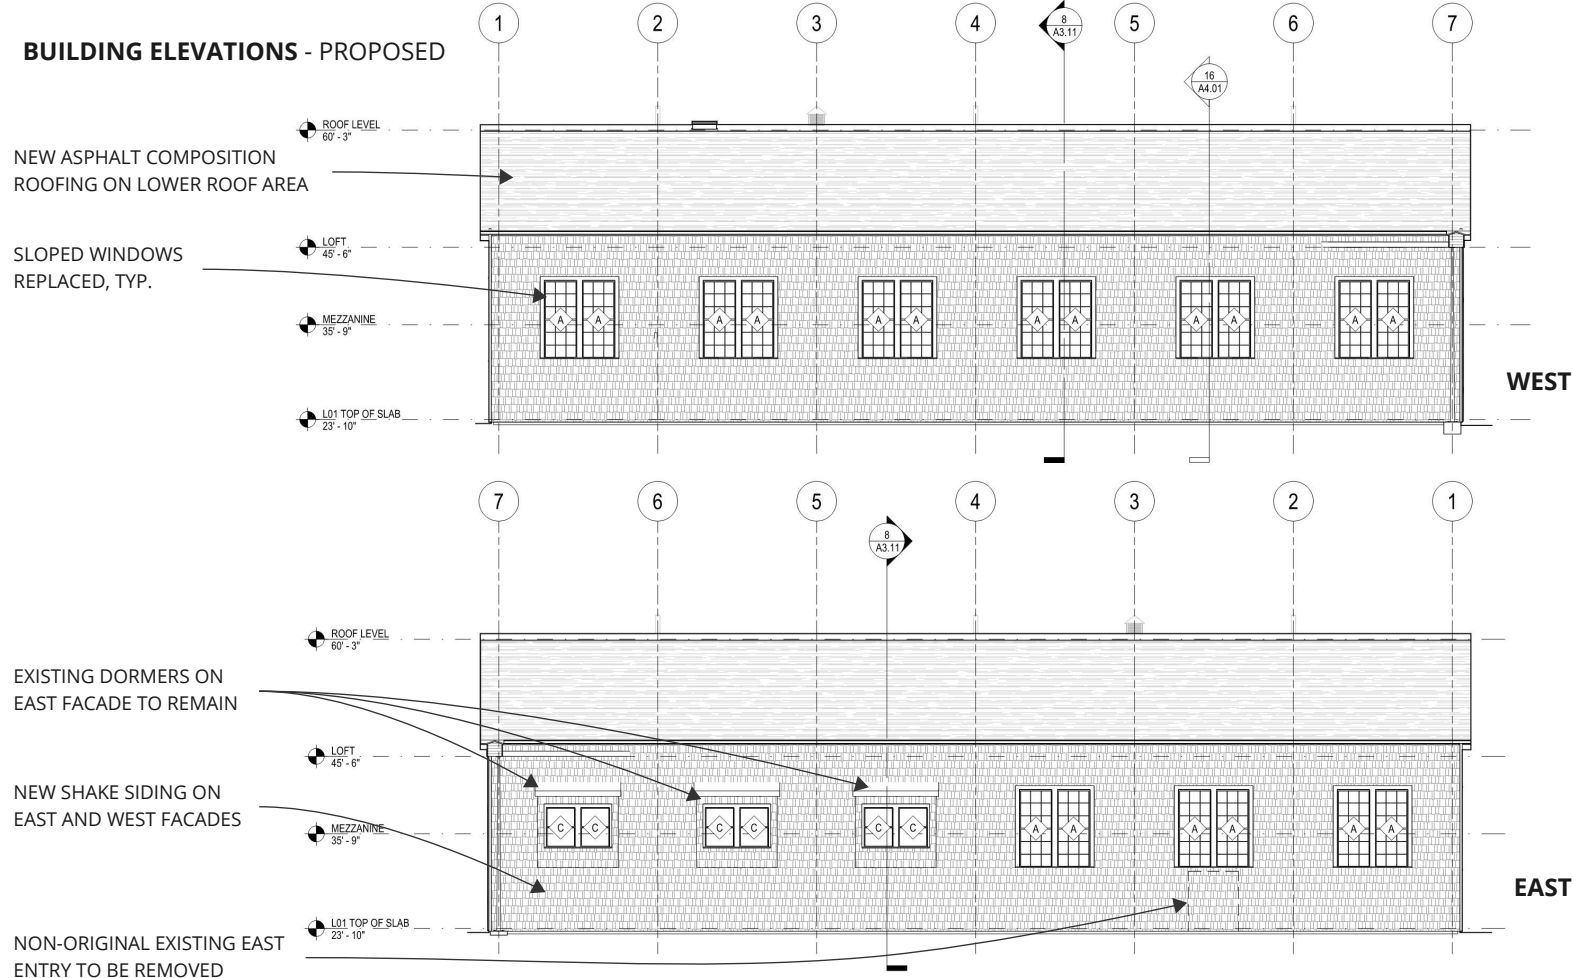 BUILDING ELEVATIONS - PROPOSED
1 2 3 4 5 6 7
8
A3.11
16
A4.01
ROOF LEVEL
60' - 3"
NEW ASPHALT COMPOSITION
ROOFING ON LOWER ROOF AREA
LOFT
45' - 6"
SLOPED WINDOWS
REPLACED, TYP.
MEZZANINE
35' - 9"
A A A A A A A A A A A A
WEST
L01 TOP OF SLAB
23' - 10"
7 6 5 4 3 2 1
8
A3.11
ROOF LEVEL
60' - 3"
EXISTING DORMERS ON
EAST FACADE TO REMAIN
LOFT
45' - 6"
NEW SHAKE SIDING ON
EAST AND WEST FACADES
MEZZANINE
35' - 9"
C C C C C C A A A A A A
EAST
L01 TOP OF SLAB
23' - 10"
NON-ORIGINAL EXISTING EAST
ENTRY TO BE REMOVED